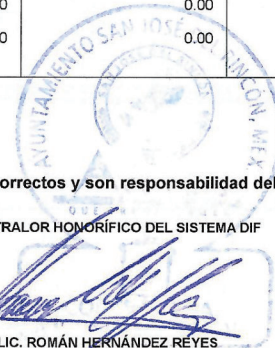 0.00
0.00
AYUNTAMIENTO SAN JOSÉ DEL RINCÓN, MEX
orrectos y son responsabilidad del
TRALOR HONORÍFICO DEL SISTEMA DIF
LIC. ROMÁN HERNÁNDEZ REYES